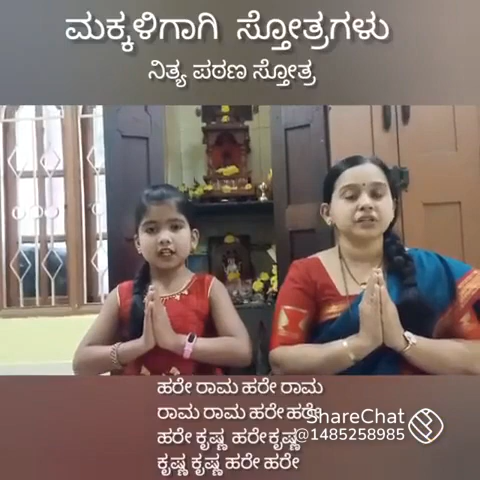 ಮಕ್ಕಳಿಗಾಗಿ ಸ್ತೋತ್ರಗಳು
ನಿತ್ಯ ಪಠಣ ಸ್ತೋತ್ರ
ಹರೇ ರಾಮ ಹರೇ ರಾಮ
ರಾಮ ರಾಮ ಹರೇ ಹರೇ
ಹರೇ ಕೃಷ್ಣ ಹರೇ ಕೃಷ್ಣ
ಕೃಷ್ಣ ಕೃಷ್ಣ ಹರೇ ಹರೇ
ShareChat
@1485258985